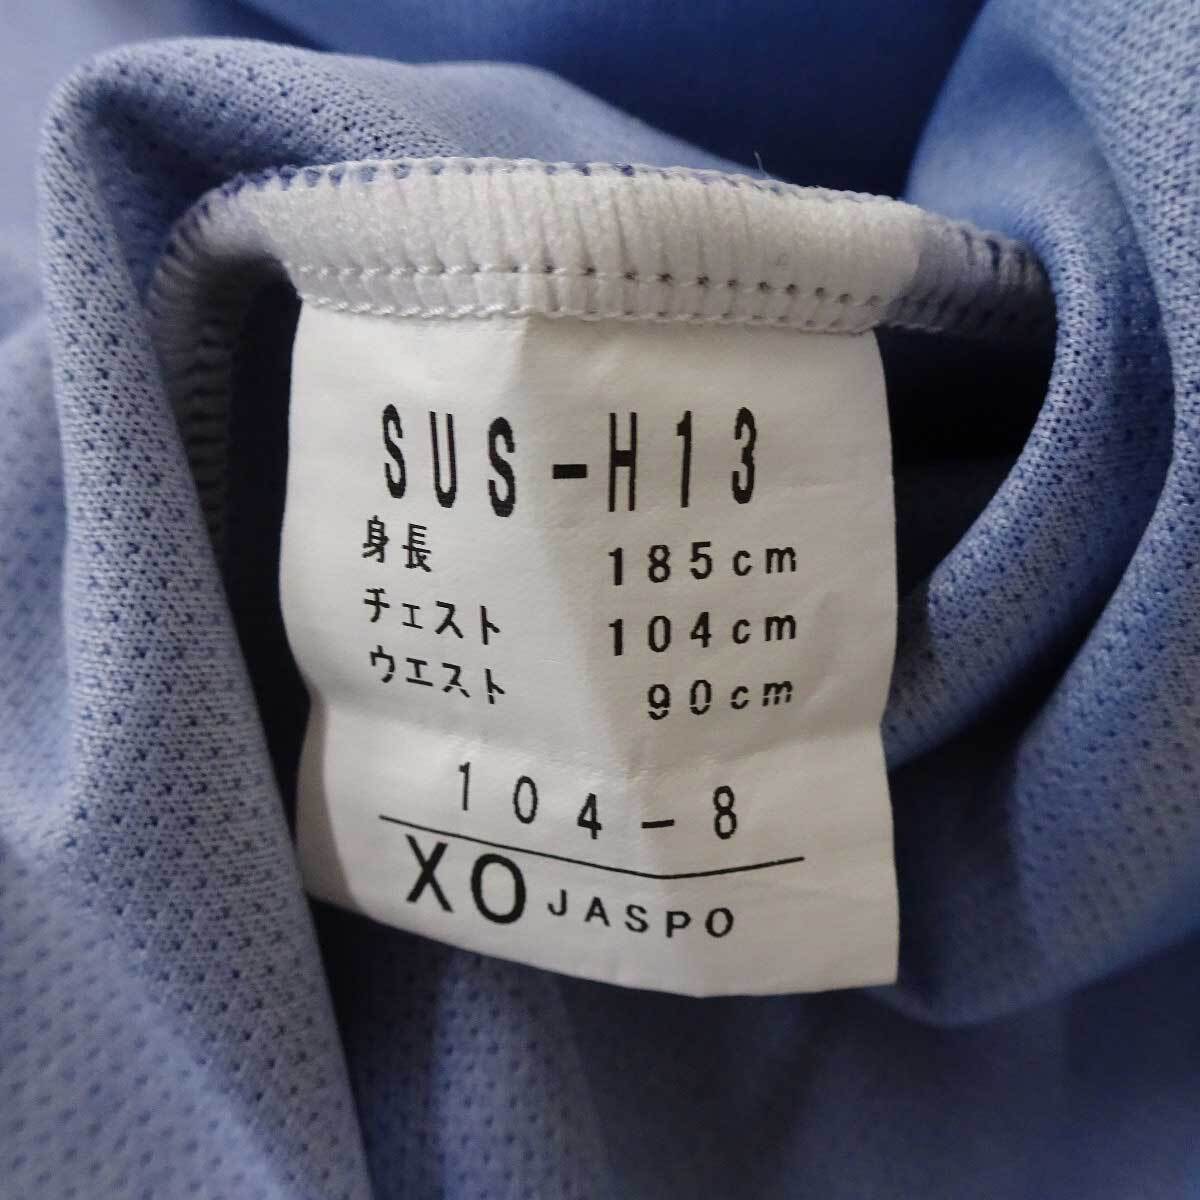 SUS-H13
身長 185cm
チェスト 104cm
ウエスト 90cm
104-8
XO JASPO